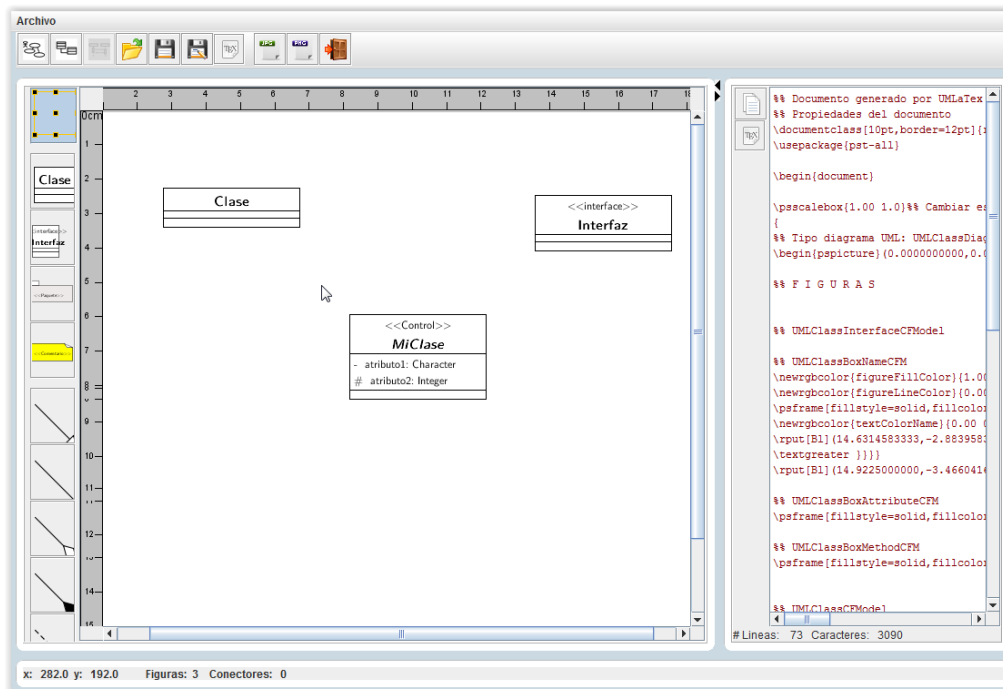 Archivo
TEX
JPG
PNG
2 3 4 5 6 7 8 9 10 11 12 13 14 15 16 17 18
0cm
1
2
3
4
5
6
7
8
9
10
11
12
14
15
Clase
Interfaz
<<Paquete>>
<<Comentario>>
Clase
<<interface>>
Interfaz
<<Control>>
MiClase
- atributo1: Character
# atributo2: Integer
TEX
%% Documento generado por UMLaTex
%% Propiedades del documento
\documentclass[10pt,border=12pt]{
\usepackage{pst-all}
\begin{document}
\psscalebox{1.00 1.0}%% Cambiar es
{
%% Tipo diagrama UML: UMLClassDiag
\begin{pspicture}(0.0000000000,0.0
%% F I G U R A S
%% UMLClassInterfaceCFModel
%% UMLClassBoxNameCFM
\newrgbcolor{figureFillColor}{1.00
\newrgbcolor{figureLineColor}{0.00
\psframe[fillstyle=solid,fillcolor
\newrgbcolor{textColorName}{0.00 0
\rput[Bl](14.6314583333,-2.8839583
\textgreater }}}}
\rput[Bl](14.9225000000,-3.4660416
%% UMLClassBoxAttributeCFM
\psframe[fillstyle=solid,fillcolor
%% UMLClassBoxMethodCFM
\psframe[fillstyle=solid,fillcolor
%% UMLClassCFModel
# Lineas: 73 Caracteres: 3090
x: 282.0 y: 192.0 Figuras: 3 Conectores: 0